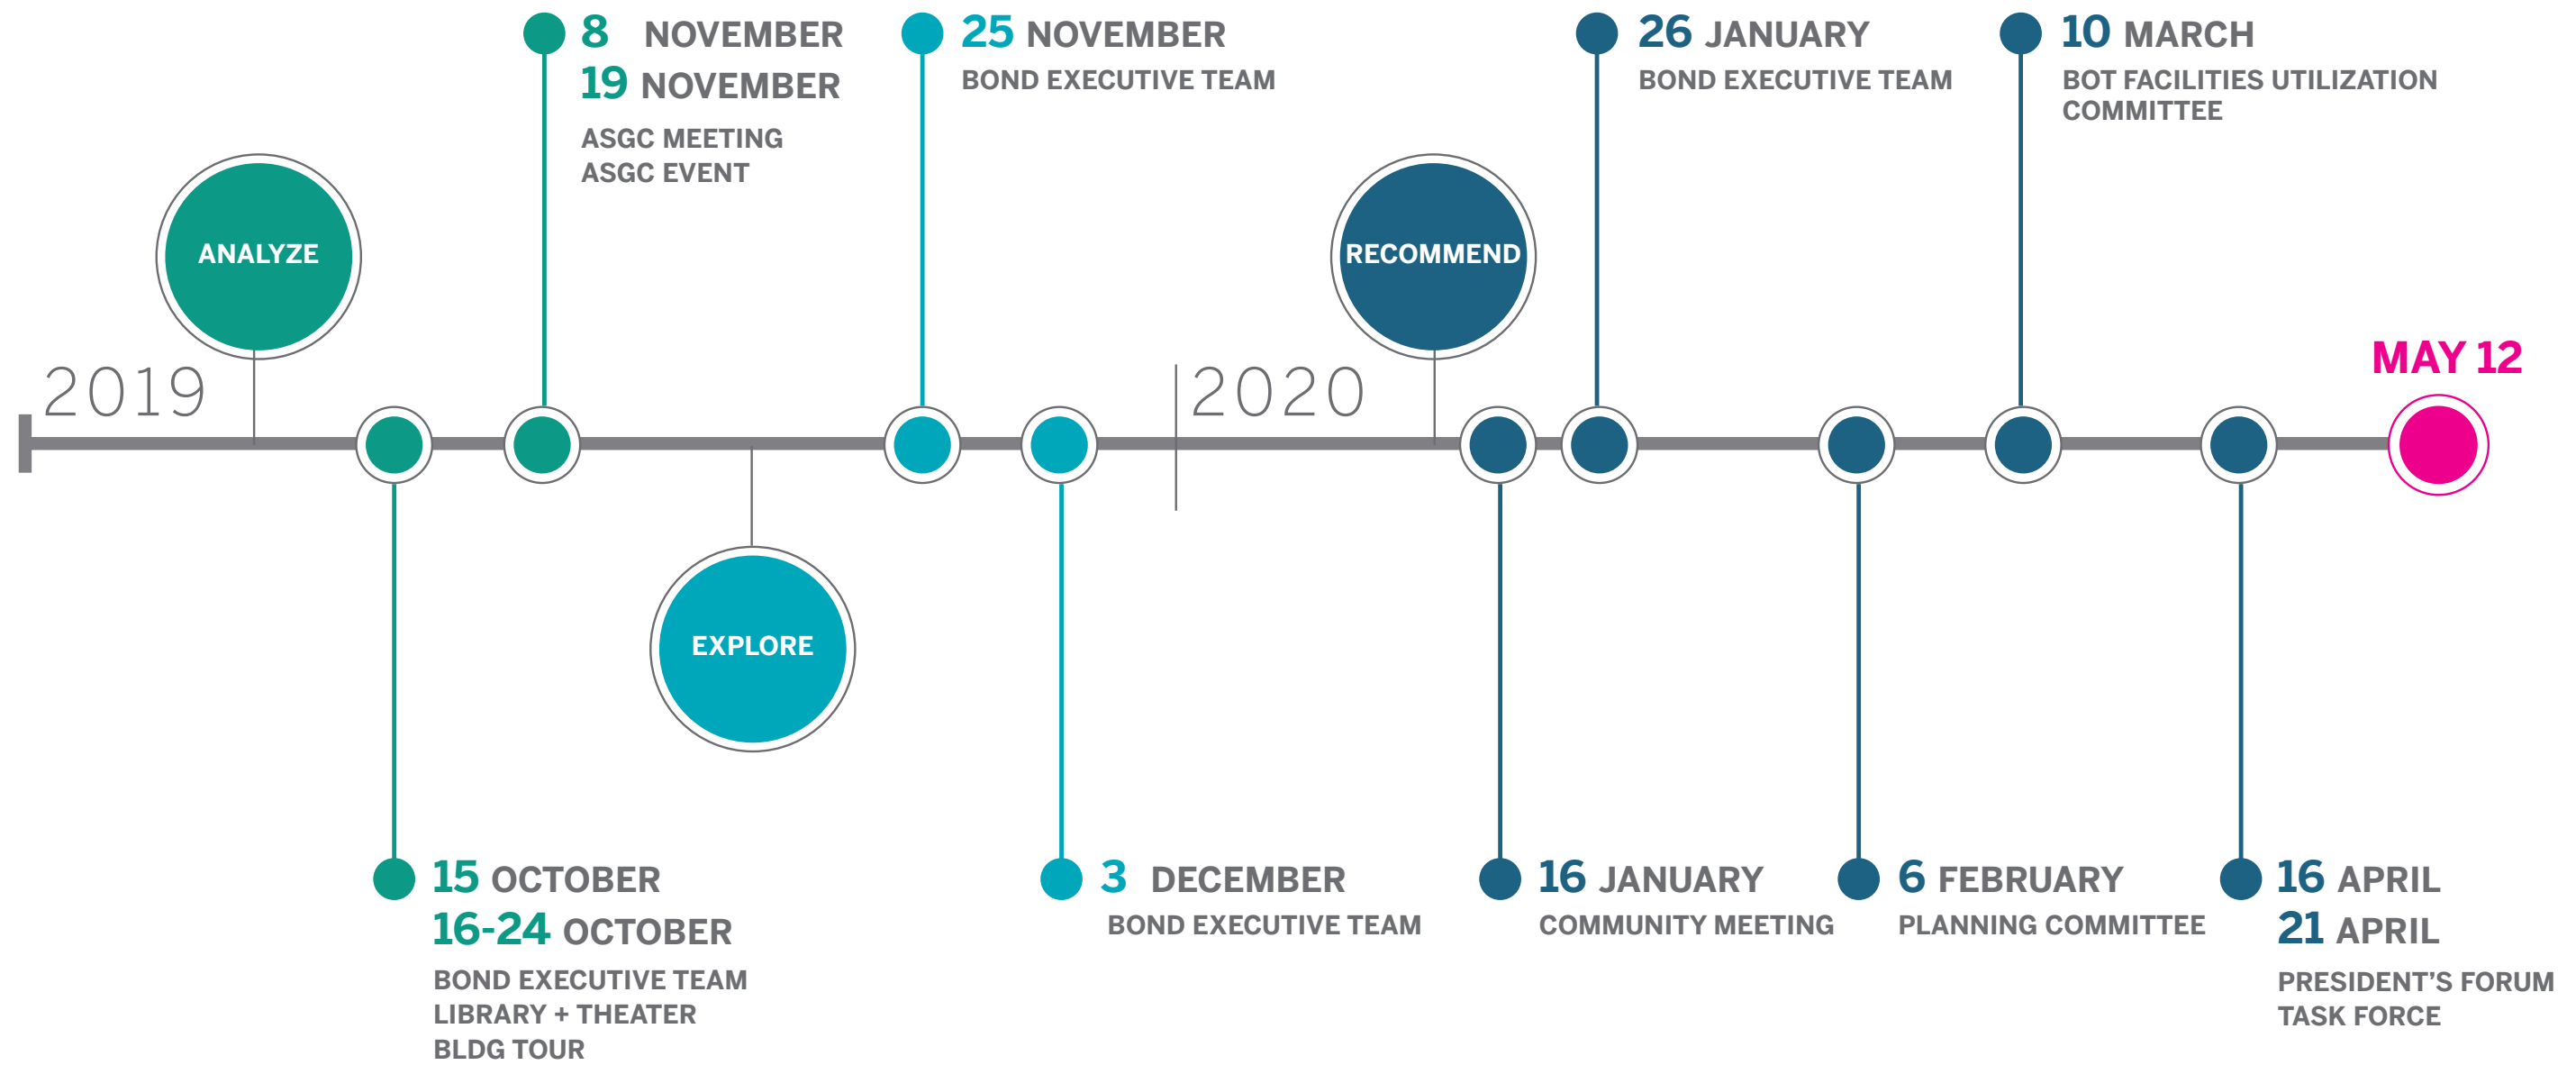 8 NOVEMBER
19 NOVEMBER
ASGC MEETING
ASGC EVENT
25 NOVEMBER
BOND EXECUTIVE TEAM
26 JANUARY
BOND EXECUTIVE TEAM
10 MARCH
BOT FACILITIES UTILIZATION
COMMITTEE
ANALYZE
RECOMMEND
2019
2020
MAY 12
EXPLORE
15 OCTOBER
16-24 OCTOBER
BOND EXECUTIVE TEAM
LIBRARY + THEATER
BLDG TOUR
3 DECEMBER
BOND EXECUTIVE TEAM
16 JANUARY
COMMUNITY MEETING
6 FEBRUARY
PLANNING COMMITTEE
16 APRIL
21 APRIL
PRESIDENT’S FORUM
TASK FORCE